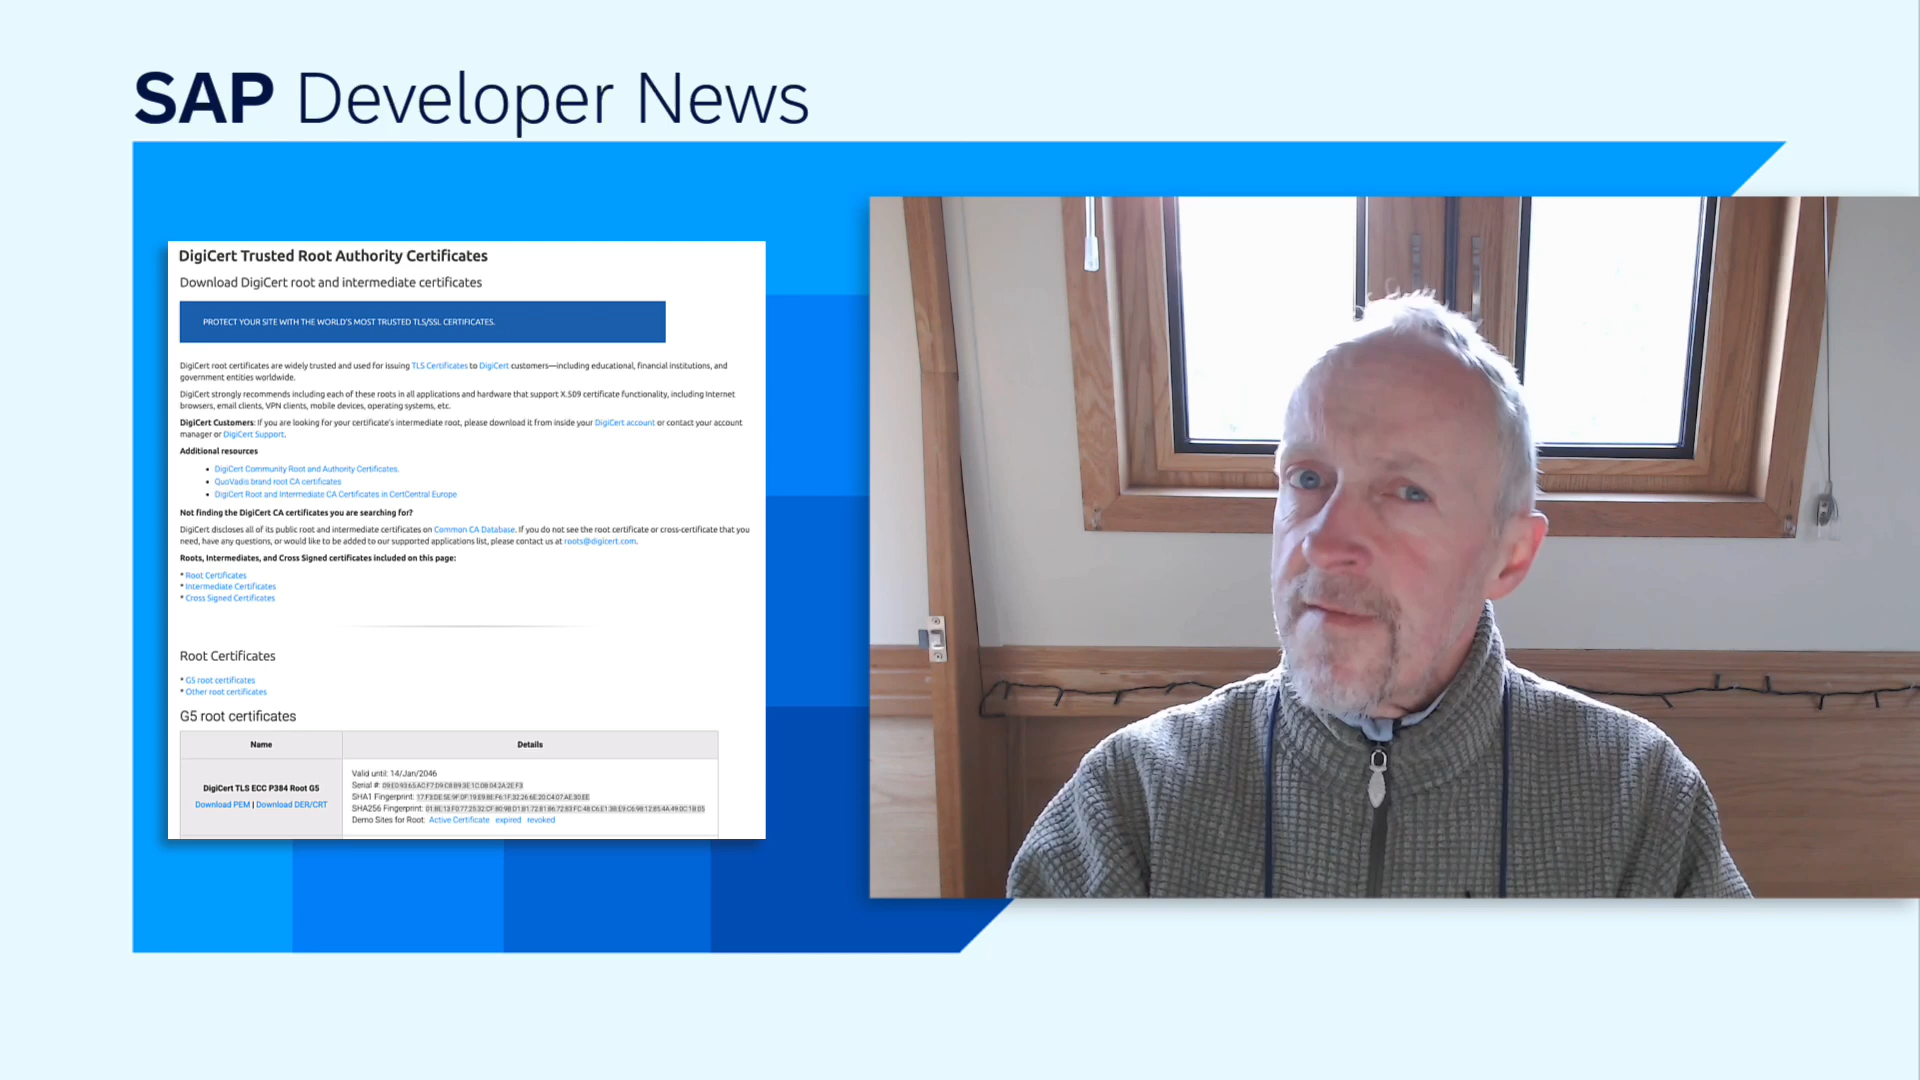 SAP Developer News
DigiCert Trusted Root Authority Certificates
Download DigiCert root and intermediate certificates
PROTECT YOUR SITE WITH THE WORLD'S MOST TRUSTED TLS/SSL CERTIFICATES.
DigiCert root certificates are widely trusted and used for issuing TLS Certificates to DigiCert customers—including educational, financial institutions, and
government entities worldwide.
DigiCert strongly recommends including each of these roots in all applications and hardware that support X.509 certificate functionality, including Internet
browsers, email clients, VPN clients, mobile devices, operating systems, etc.
DigiCert Customers: If you are looking for your certificate's intermediate root, please download it from inside your DigiCert account or contact your account
manager or DigiCert Support.
Additional resources
• DigiCert Community Root and Authority Certificates.
• QuoVadis brand root CA certificates
• DigiCert Root and Intermediate CA Certificates in CertCentral Europe
Not finding the DigiCert CA certificates you are searching for?
DigiCert discloses all of its public root and intermediate certificates on Common CA Database. If you do not see the root certificate or cross-certificate that you
need, have any questions, or would like to be added to our supported applications list, please contact us at roots@digicert.com.
Roots, Intermediates, and Cross Signed certificates included on this page:
* Root Certificates
* Intermediate Certificates
* Cross Signed Certificates
Root Certificates
* G5 root certificates
* Other root certificates
G5 root certificates
Name Details
DigiCert TLS ECC P384 Root G5
Download PEM | Download DER/CRT
Valid until: 14/Jan/2046
Serial #:
SHA1 Fingerprint:
SHA256 Fingerprint:
Demo Sites for Root: Active Certificate expired revoked